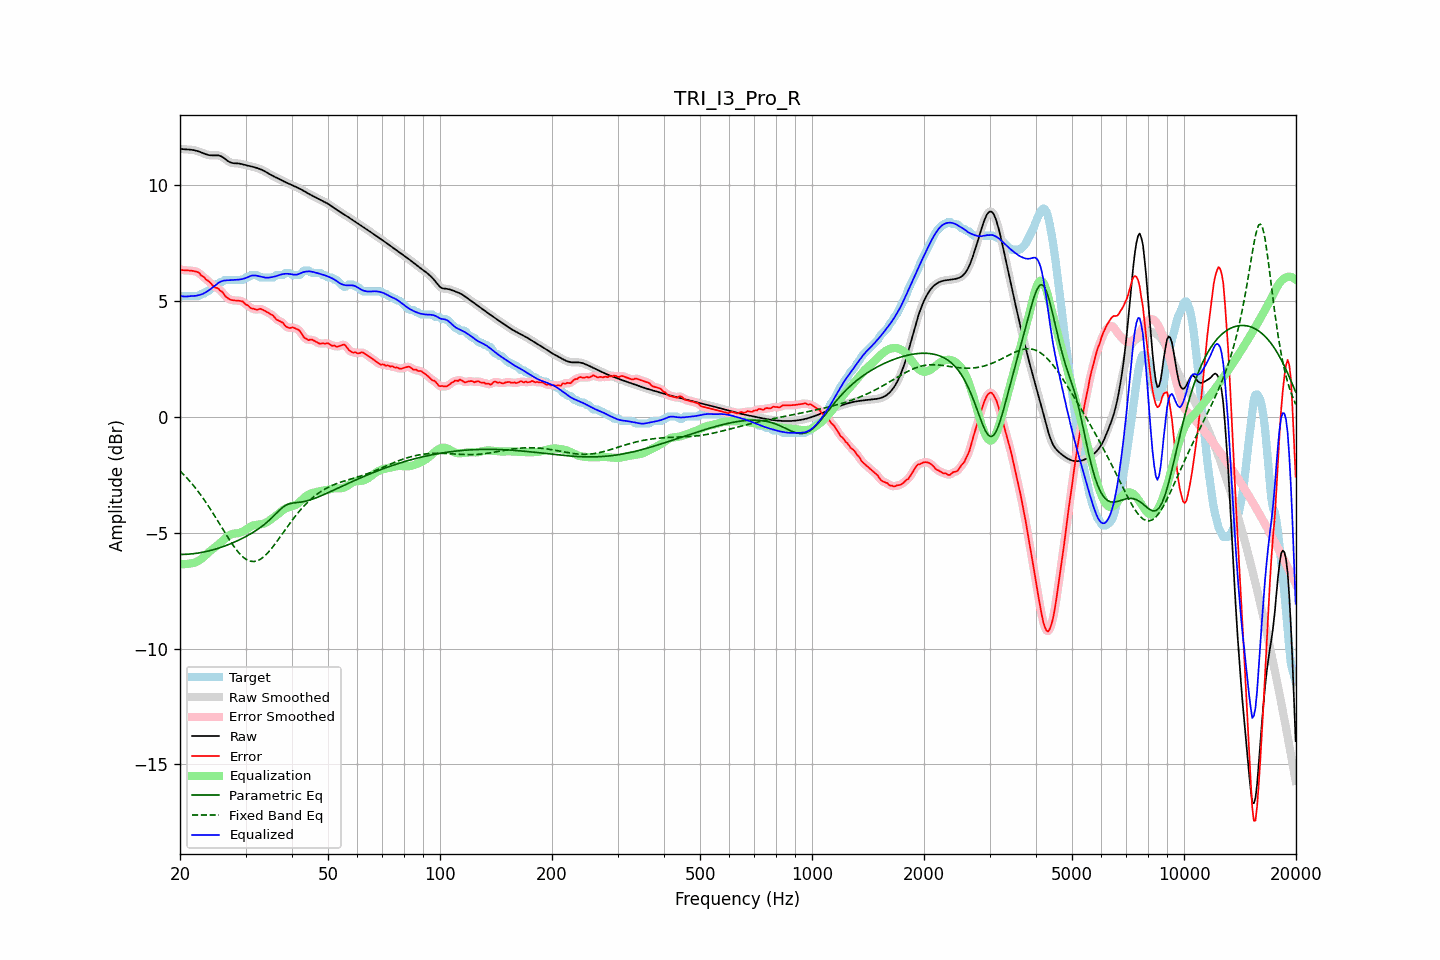 TRI_I3_Pro_R
Amplitude (dBr)
10
5
0
−5
−10
−15
Target
Raw Smoothed
Error Smoothed
Raw
Error
Equalization
Parametric Eq
Fixed Band Eq
Equalized
20 50 100 200 500 1000 2000 5000 10000 20000
Frequency (Hz)